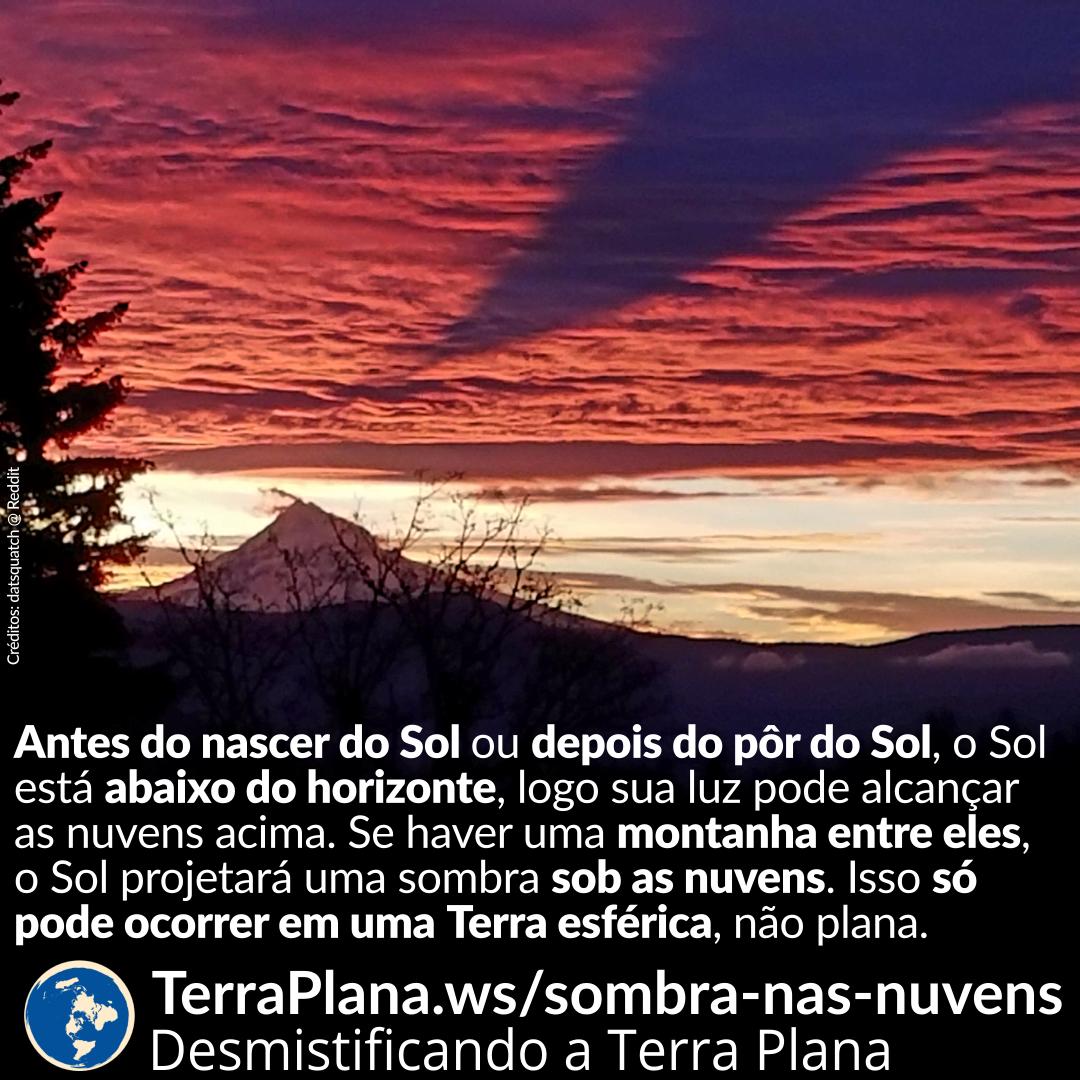 Créditos: datsquatch @ Reddit
Antes do nascer do Sol ou depois do pôr do Sol, o Sol
está abaixo do horizonte, logo sua luz pode alcançar
as nuvens acima. Se haver uma montanha entre eles,
o Sol projetará uma sombra sob as nuvens. Isso só
pode ocorrer em uma Terra esférica, não plana.
TerraPlana.ws/sombra-nas-nuvens
Desmistificando a Terra Plana